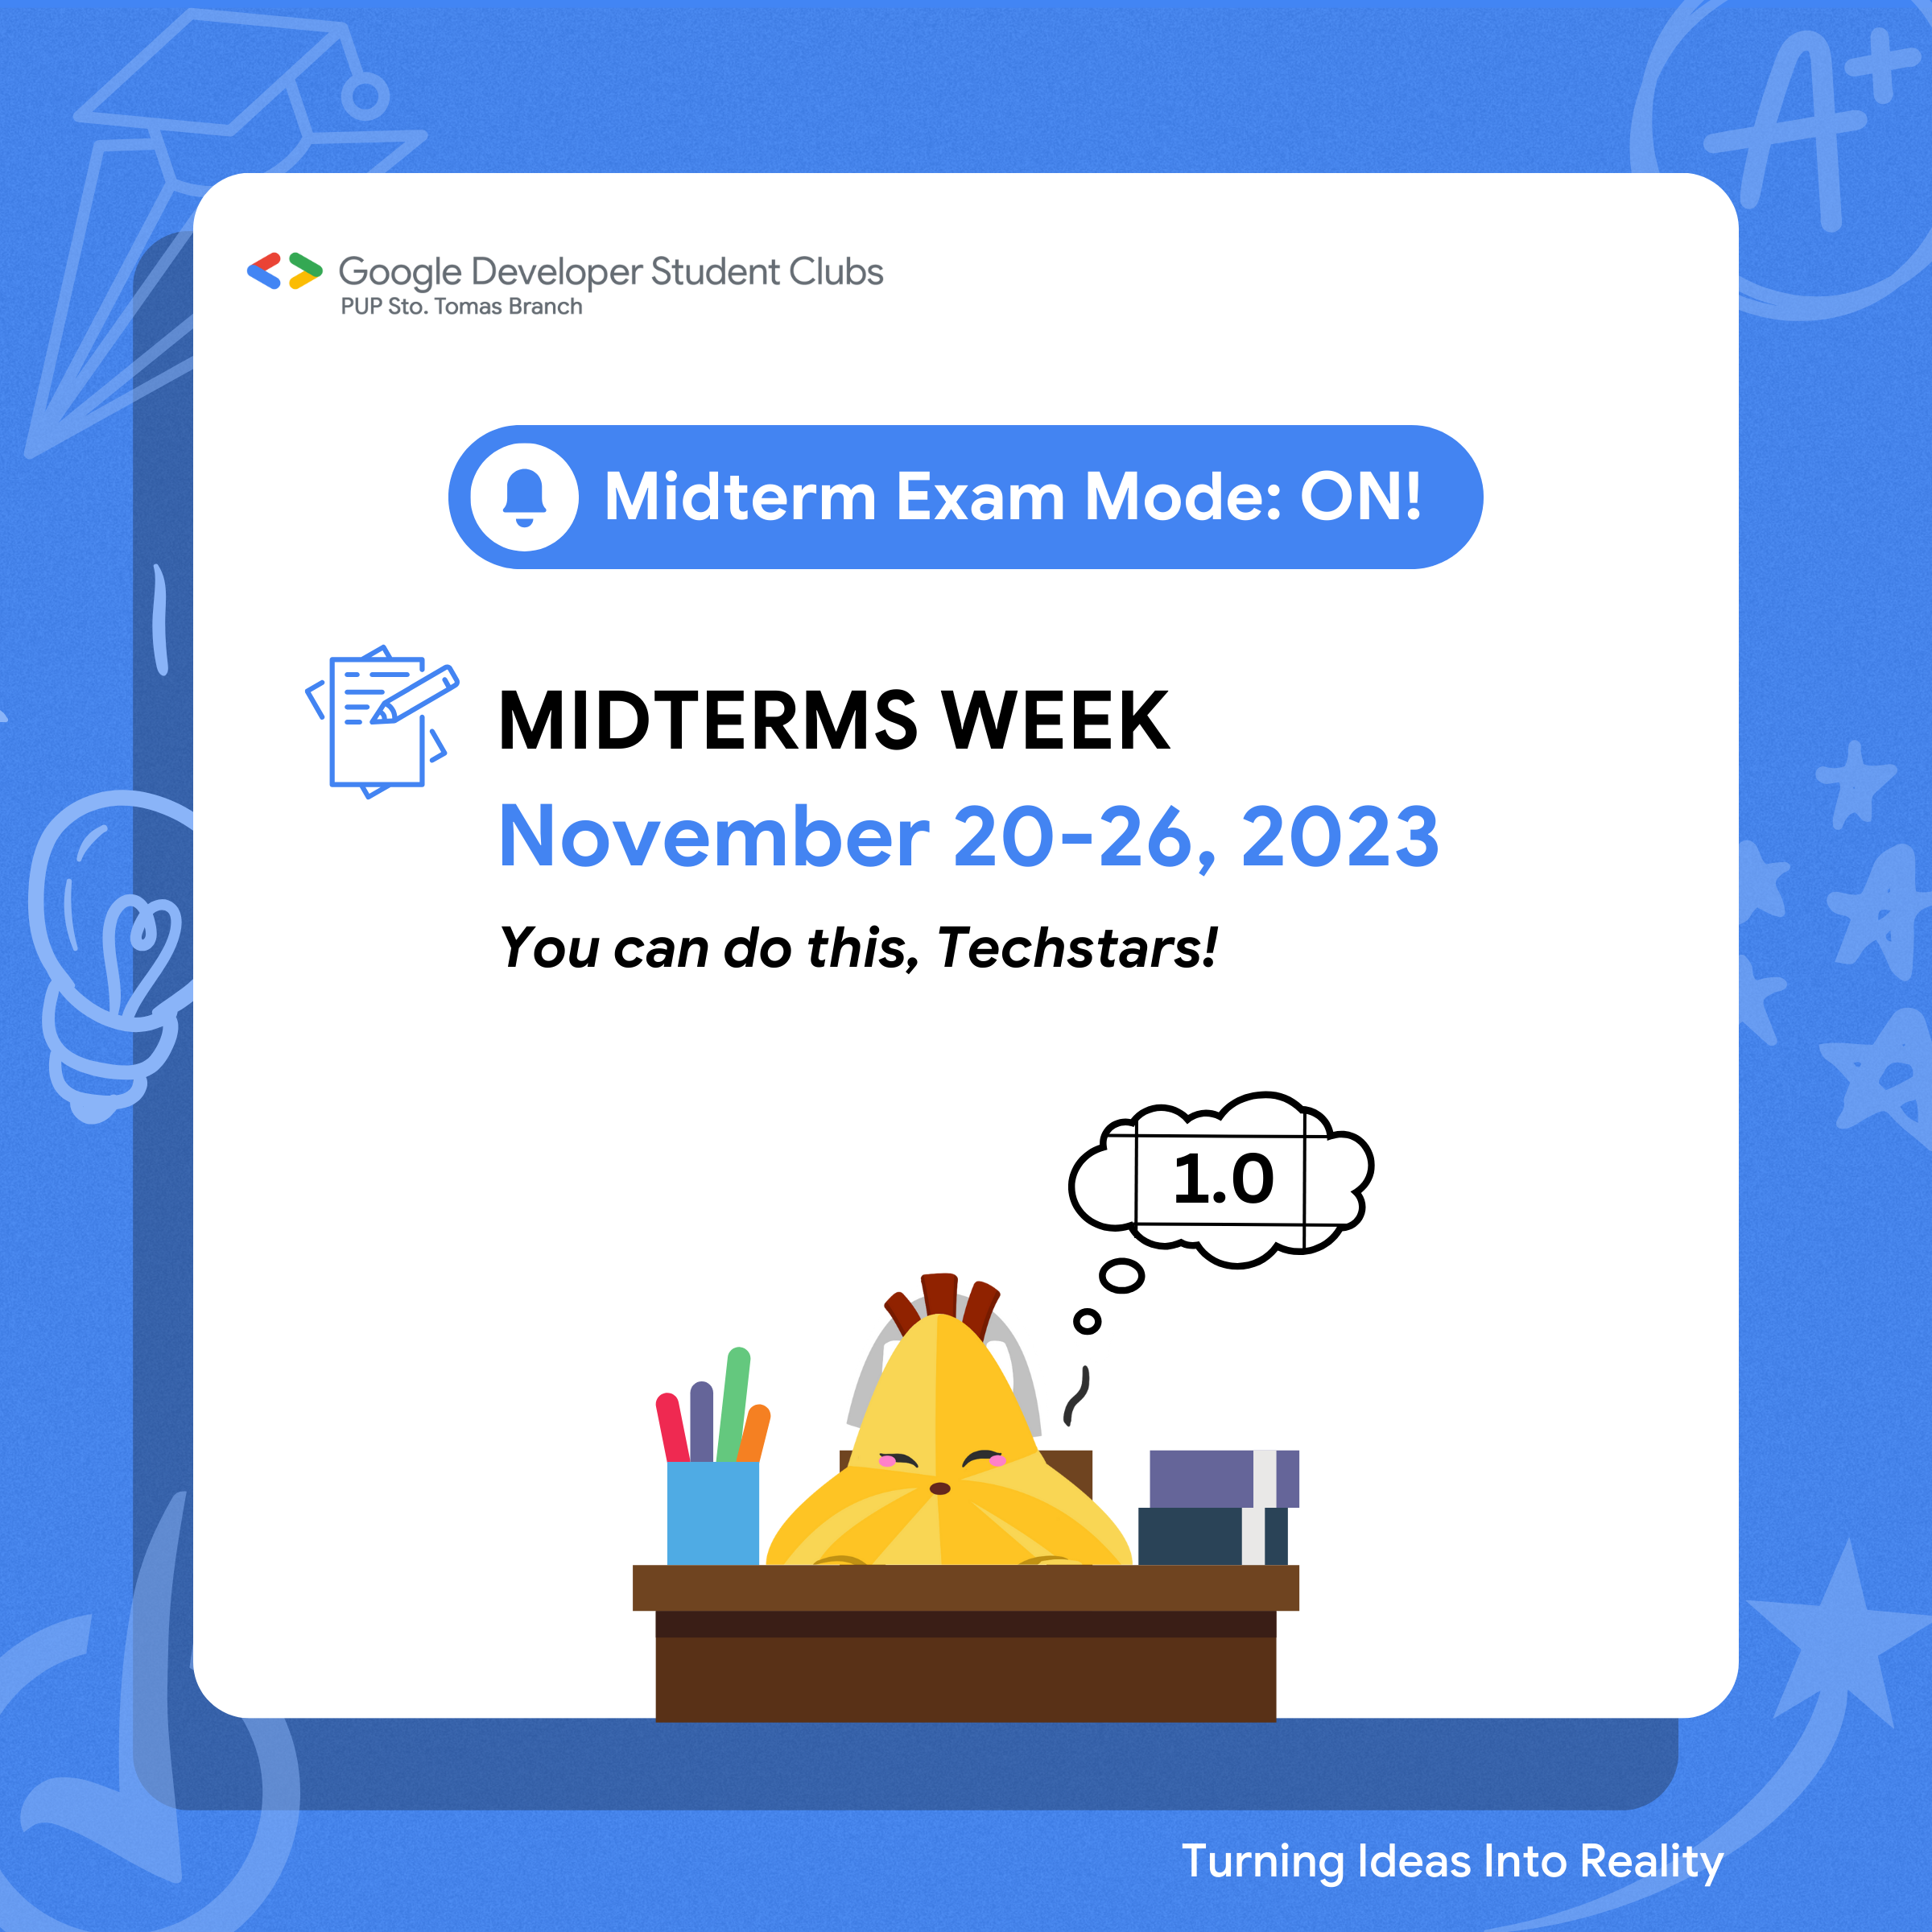 A+
Google Developer Student Clubs
PUP Sto. Tomas Branch
Midterm Exam Mode: ON!
MIDTERMS WEEK
November 20-26, 2023
You can do this, Techstars!
1.0
Turning Ideas Into Reality